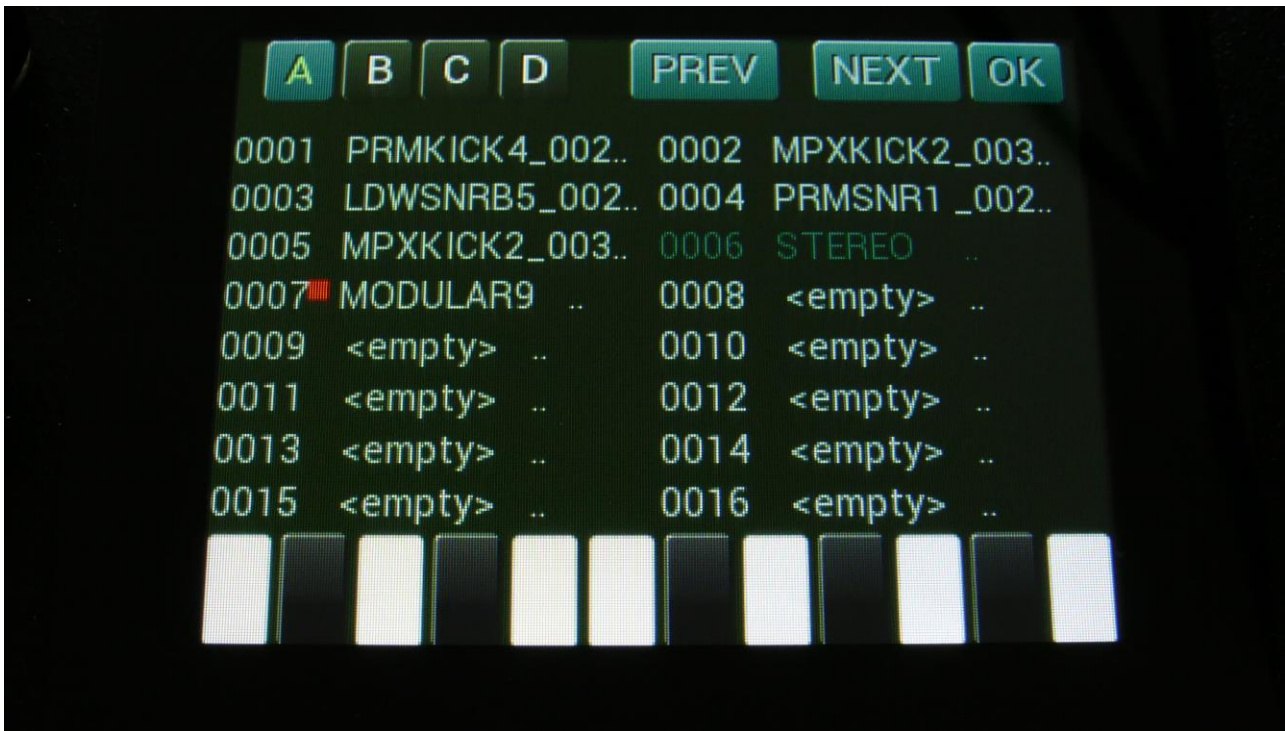 A B C D PREV NEXT OK
0001 PRMKICK4_002.. 0002 MPXKICK2_003..
0003 LDWSNRB5_002.. 0004 PRMSNR1 _002..
0005 MPXKICK2_003.. 0006 STEREO ..
0007 MODULAR9 .. 0008 <empty> ..
0009 <empty> .. 0010 <empty> ..
0011 <empty> .. 0012 <empty> ..
0013 <empty> .. 0014 <empty> ..
0015 <empty> .. 0016 <empty> ..